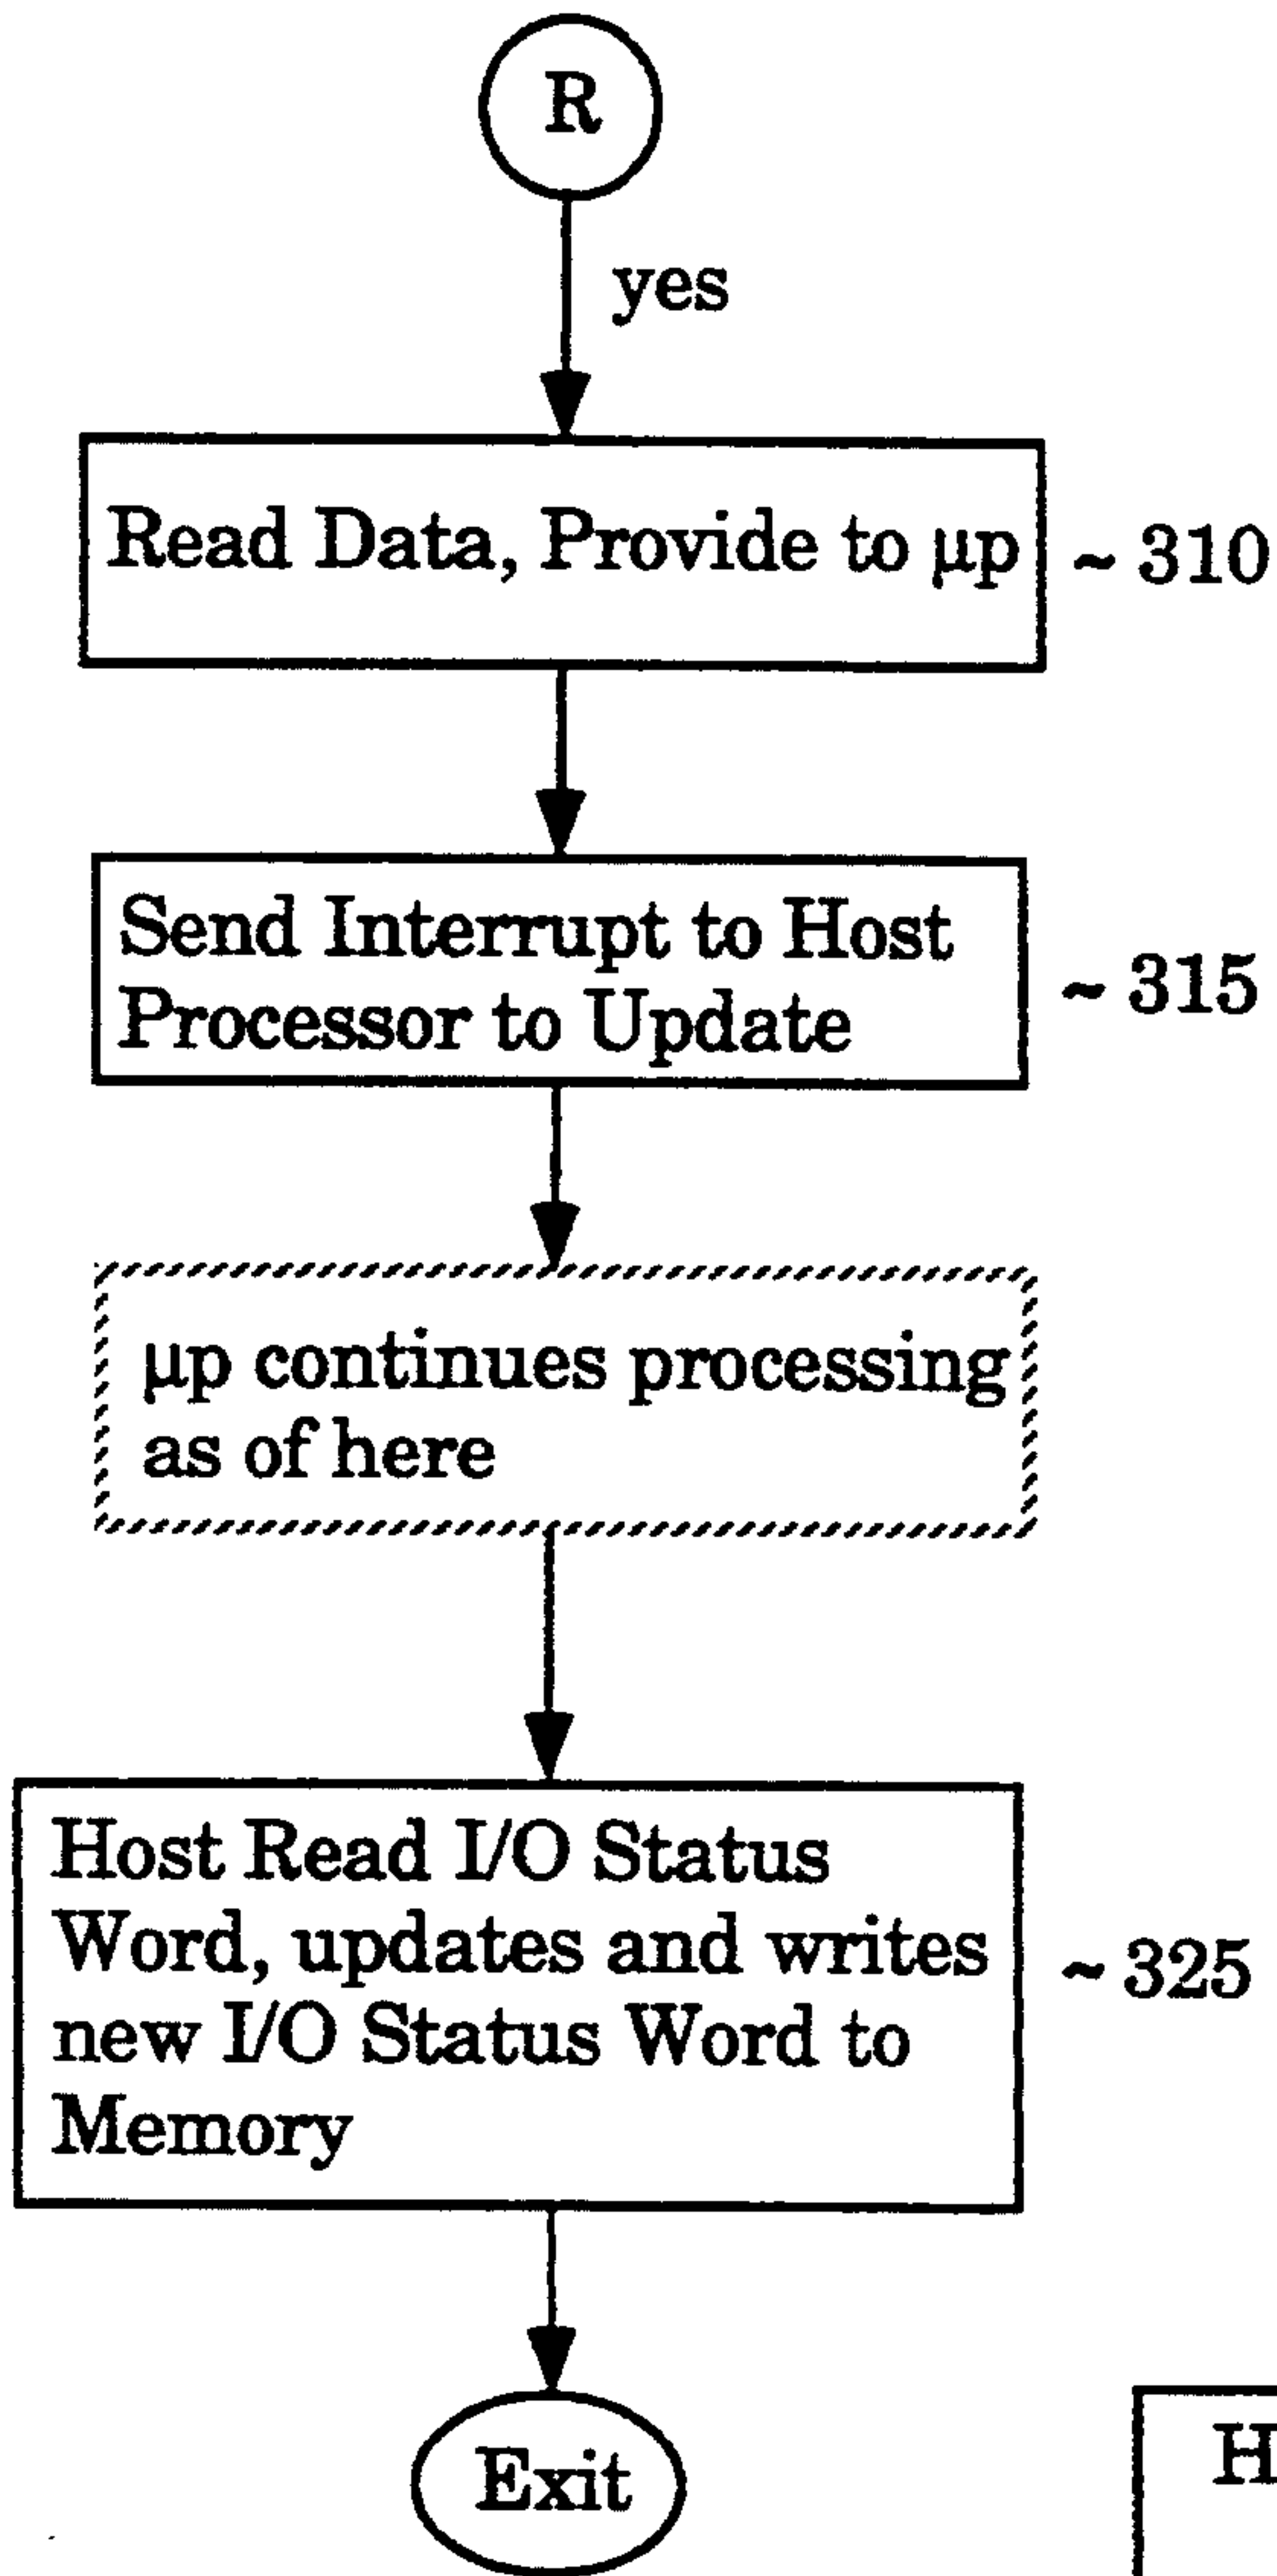 R
yes
Read Data, Provide to μp
~ 310
Send Interrupt to Host
Processor to Update
~ 315
μp continues processing
as of here
Host Read I/O Status
Word, updates and writes
new I/O Status Word to
Memory
~ 325
Exit
H